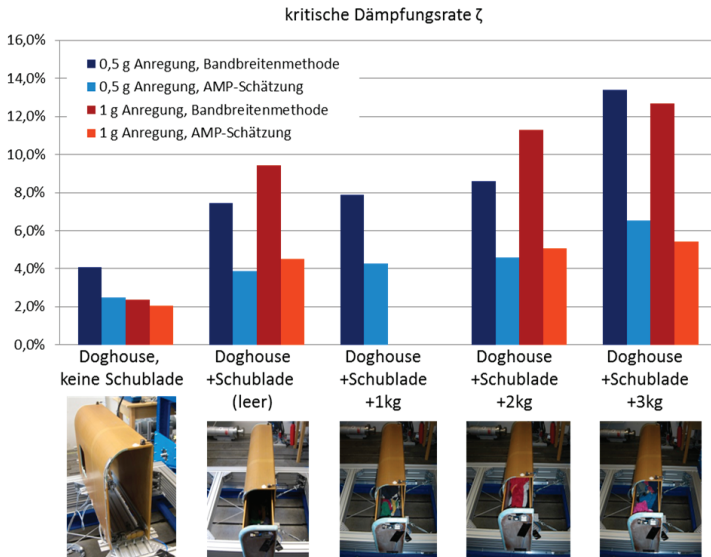 kritische Dämpfungsrate ζ
16,0%
14,0%
12,0%
10,0%
8,0%
6,0%
4,0%
2,0%
0,0%
0,5 g Anregung, Bandbreitenmethode
0,5 g Anregung, AMP-Schätzung
1 g Anregung, Bandbreitenmethode
1 g Anregung, AMP-Schätzung
Doghouse,
keine Schublade
Doghouse
+Schublade
(leer)
Doghouse
+Schublade
+1kg
Doghouse
+Schublade
+2kg
Doghouse
+Schublade
+3kg